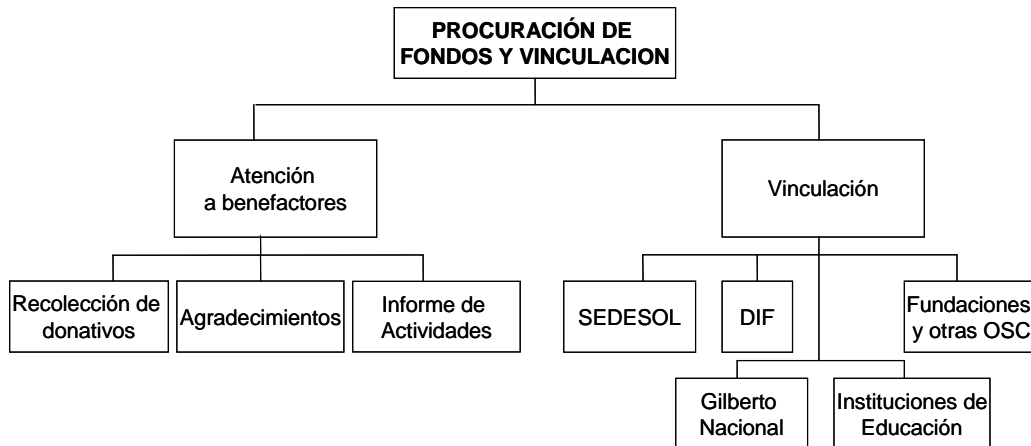 PROCURACIÓN DE
FONDOS Y VINCULACION
Atención
a benefactores
Vinculación
Recolección de
donativos
Agradecimientos
Informe de
Actividades
SEDESOL
DIF
Fundaciones
y otras OSC
Gilberto
Nacional
Instituciones de
Educación